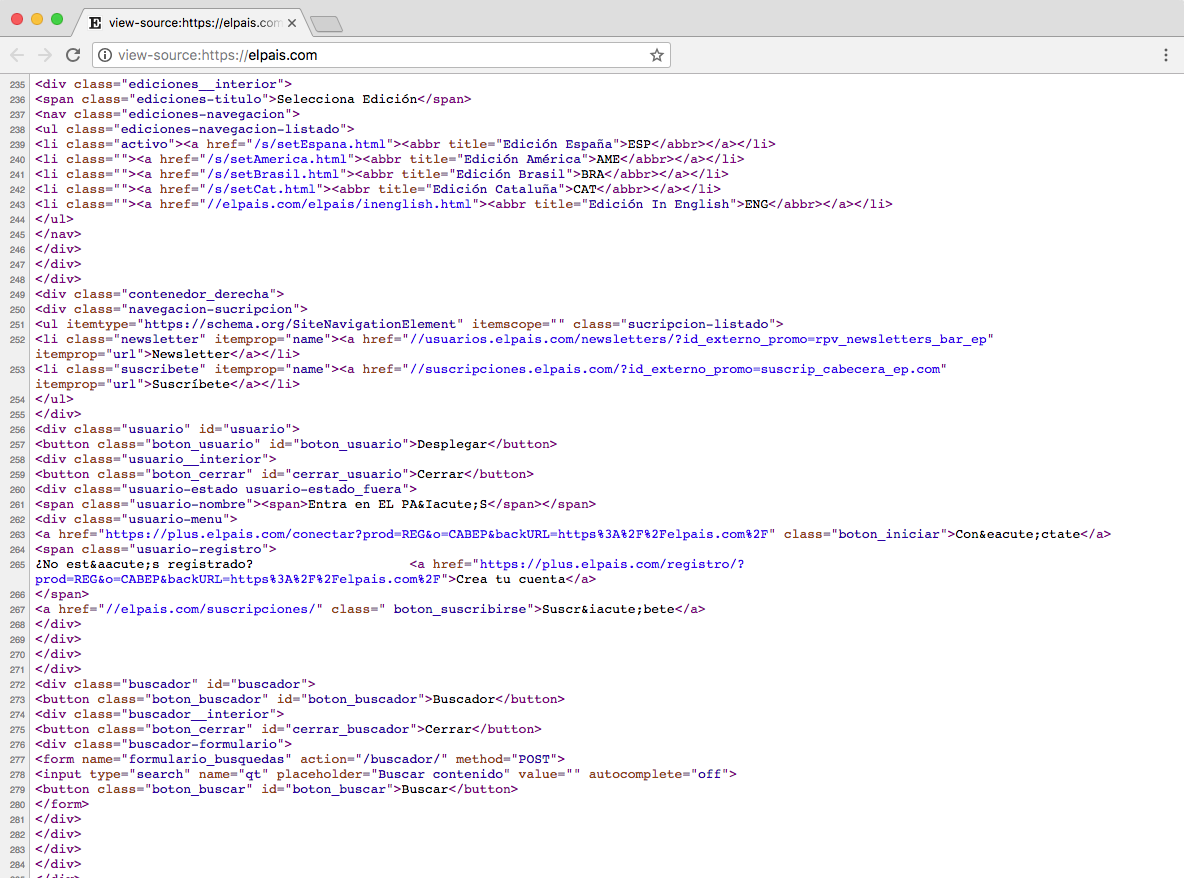 view-source:https://elpais.com
view-source:https://elpais.com
235 <div class="ediciones__interior">
236 <span class="ediciones-titulo">Selecciona Edición</span>
237 <nav class="ediciones-navegacion">
238 <ul class="ediciones-navegacion-listado">
239 <li class="activo"><a href="/s/setEspana.html"><abbr title="Edición España">ESP</abbr></a></li>
240 <li class=""><a href="/s/setAmerica.html"><abbr title="Edición América">AME</abbr></a></li>
241 <li class=""><a href="/s/setBrasil.html"><abbr title="Edición Brasil">BRA</abbr></a></li>
242 <li class=""><a href="/s/setCat.html"><abbr title="Edición Cataluña">CAT</abbr></a></li>
243 <li class=""><a href="//elpais.com/elpais/inenglish.html"><abbr title="Edición In English">ENG</abbr></a></li>
244 </ul>
245 </nav>
246 </div>
247 </div>
248 </div>
249 <div class="contenedor_derecha">
250 <div class="navegacion-sucripcion">
251 <ul itemtype="https://schema.org/SiteNavigationElement" itemscope="" class="sucripcion-listado">
252 <li class="newsletter" itemprop="name"><a href="//usuarios.elpais.com/newsletters/?id_externo_promo=rpv_newsletters_bar_ep"
itemprop="url">Newsletter</a></li>
253 <li class="suscribete" itemprop="name"><a href="//suscripciones.elpais.com/?id_externo_promo=suscrip_cabecera_ep.com"
itemprop="url">Suscríbete</a></li>
254 </ul>
255 </div>
256 <div class="usuario" id="usuario">
257 <button class="boton_usuario" id="boton_usuario">Desplegar</button>
258 <div class="usuario__interior">
259 <button class="boton_cerrar" id="cerrar_usuario">Cerrar</button>
260 <div class="usuario-estado usuario-estado_fuera">
261 <span class="usuario-nombre"><span>Entra en EL PA&Iacute;S</span></span>
262 <div class="usuario-menu">
263 <a href="https://plus.elpais.com/conectar?prod=REG&o=CABEP&backURL=https%3A%2F%2Felpais.com%2F" class="boton_iniciar">Con&eacute;ctate</a>
264 <span class="usuario-registro">
265 ¿No est&aacute;s registrado? <a href="https://plus.elpais.com/registro/?
prod=REG&o=CABEP&backURL=https%3A%2F%2Felpais.com%2F">Crea tu cuenta</a>
266 </span>
267 <a href="//elpais.com/suscripciones/" class=" boton_suscribirse">Suscr&iacute;bete</a>
268 </div>
269 </div>
270 </div>
271 </div>
272 <div class="buscador" id="buscador">
273 <button class="boton_buscador" id="boton_buscador">Buscador</button>
274 <div class="buscador__interior">
275 <button class="boton_cerrar" id="cerrar_buscador">Cerrar</button>
276 <div class="buscador-formulario">
277 <form name="formulario_busquedas" action="/buscador/" method="POST">
278 <input type="search" name="qt" placeholder="Buscar contenido" value="" autocomplete="off">
279 <button class="boton_buscar" id="boton_buscar">Buscar</button>
280 </form>
281 </div>
282 </div>
283 </div>
284 </div>